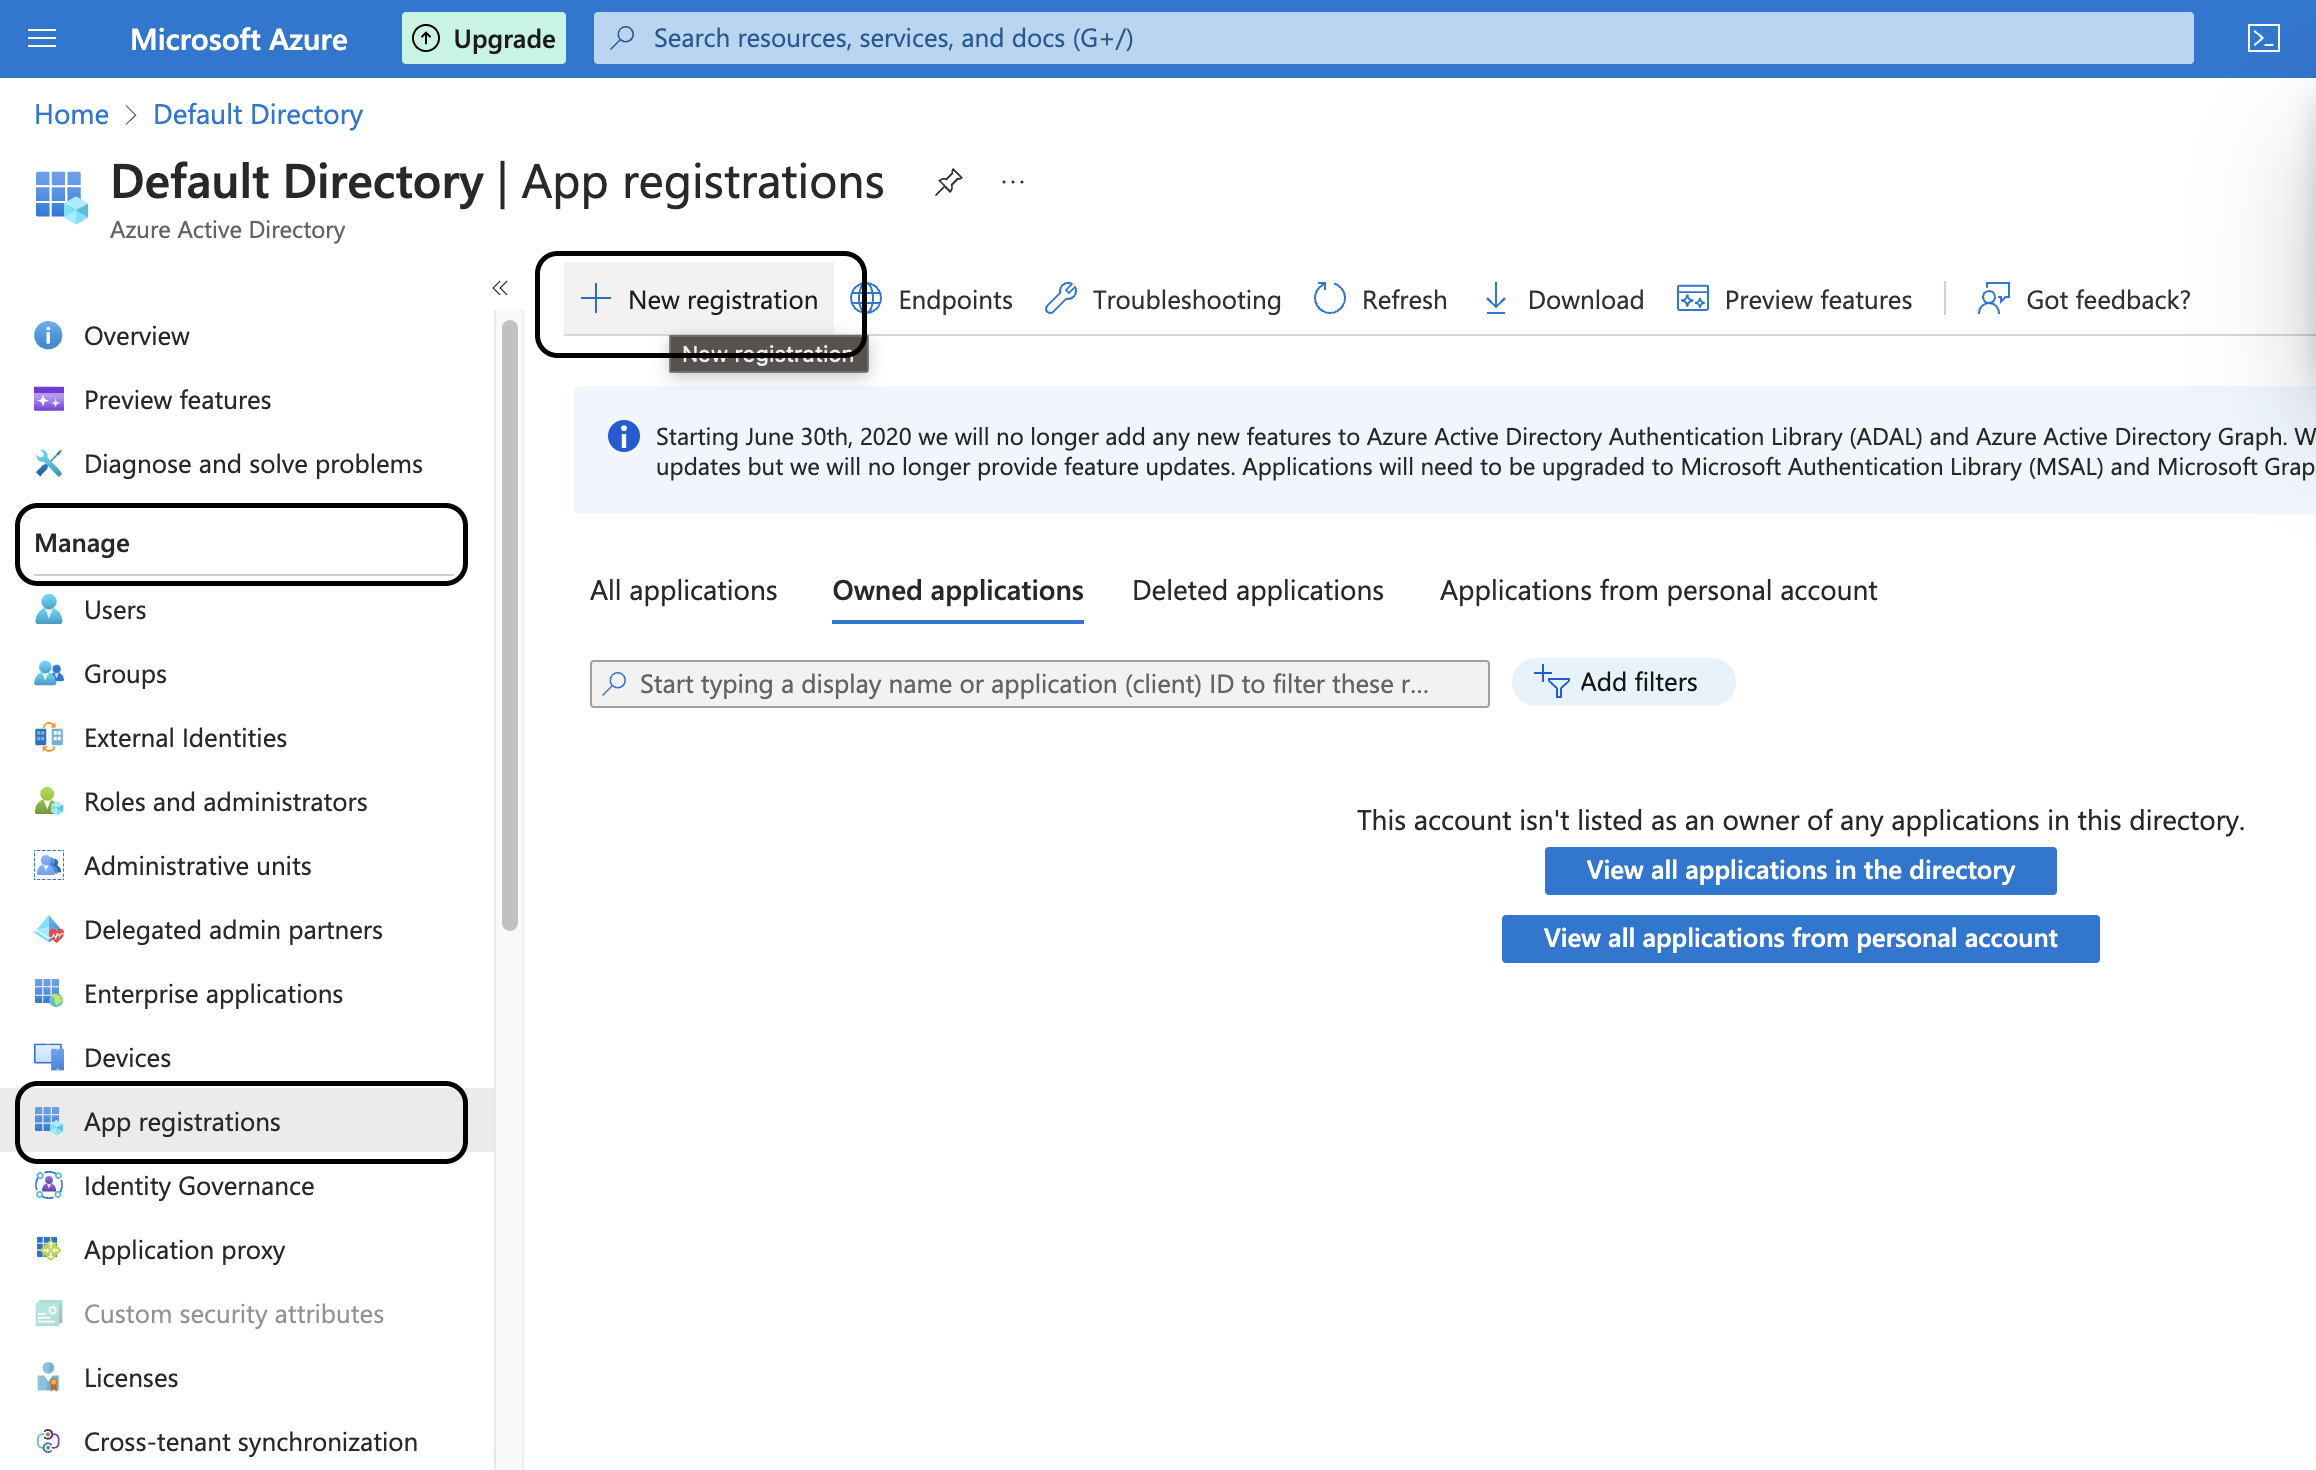 Microsoft Azure
Upgrade
Search resources, services, and docs (G+/)
Home > Default Directory
Default Directory | App registrations
Azure Active Directory
Overview
Preview features
Diagnose and solve problems
Manage
Users
Groups
External Identities
Roles and administrators
Administrative units
Delegated admin partners
Enterprise applications
Devices
App registrations
Identity Governance
Application proxy
Custom security attributes
Licenses
Cross-tenant synchronization
New registration
Endpoints
Troubleshooting
Refresh
Download
Preview features
Got feedback?
New registration
Starting June 30th, 2020 we will no longer add any new features to Azure Active Directory Authentication Library (ADAL) and Azure Active Directory Graph. W
updates but we will no longer provide feature updates. Applications will need to be upgraded to Microsoft Authentication Library (MSAL) and Microsoft Grap
All applications
Owned applications
Deleted applications
Applications from personal account
Start typing a display name or application (client) ID to filter these r...
Add filters
This account isn't listed as an owner of any applications in this directory.
View all applications in the directory
View all applications from personal account